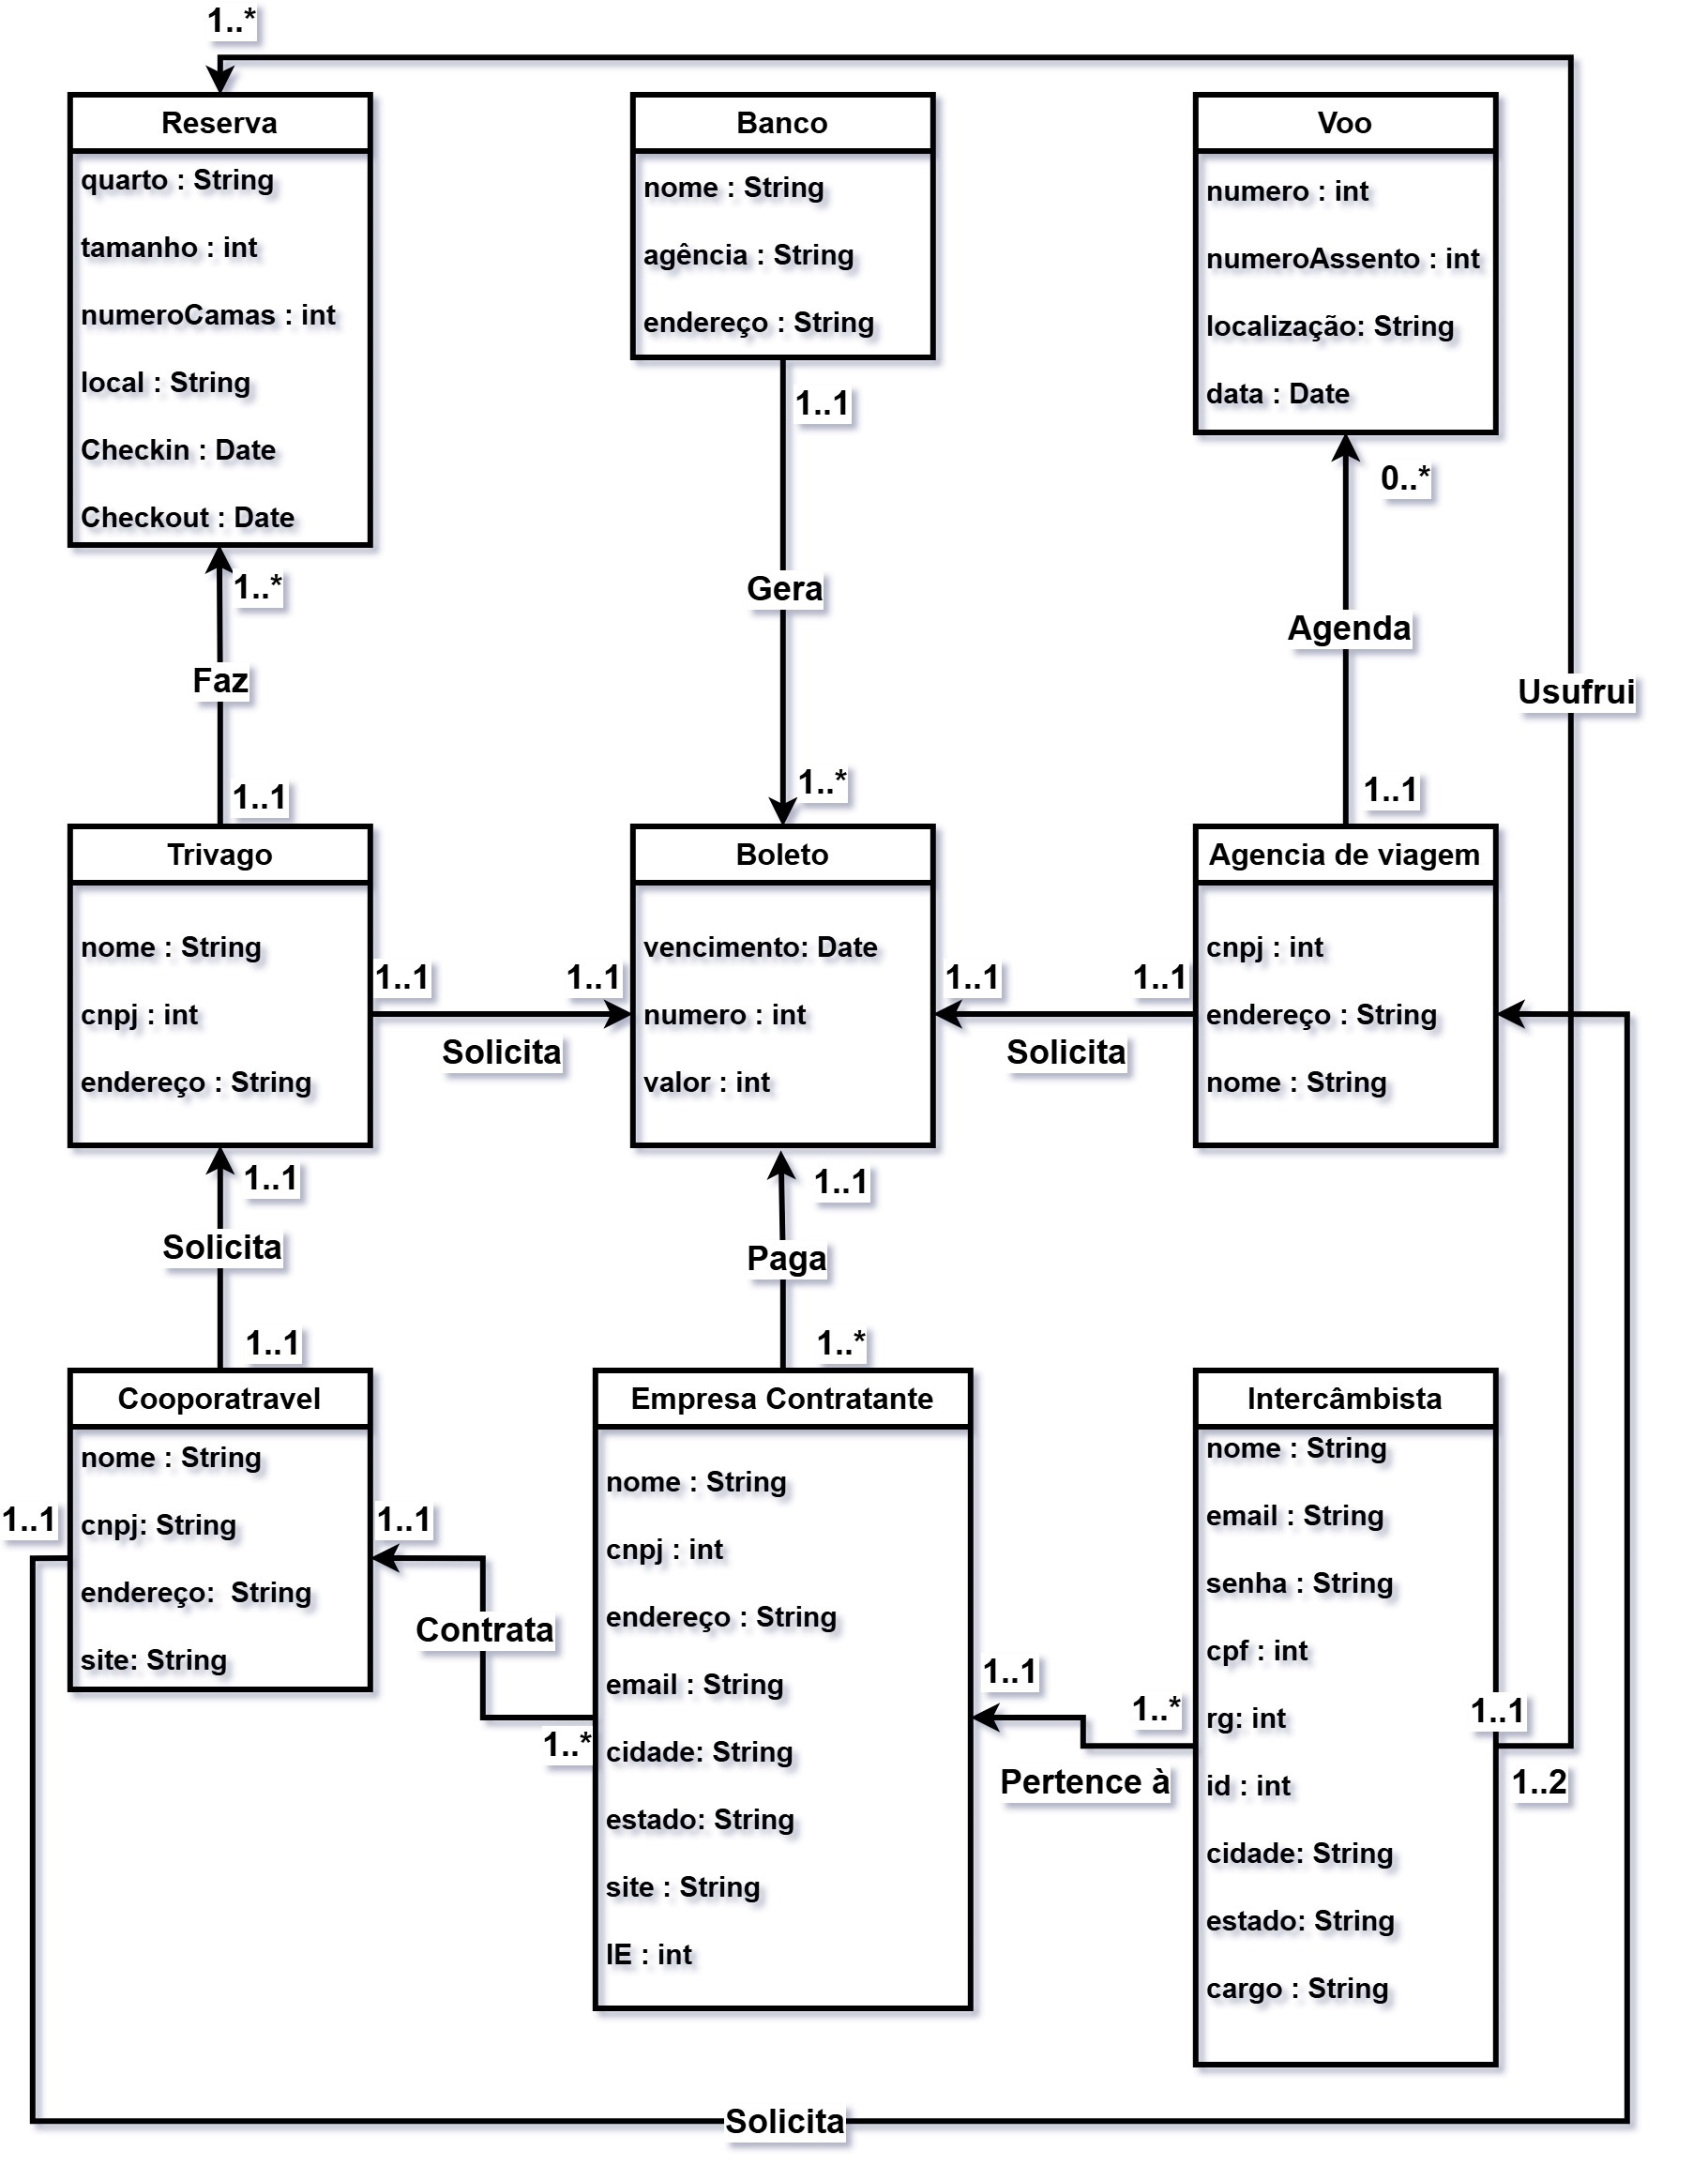 1..*
Reserva
quarto : String
tamanho : int
numeroCamas : int
local : String
Checkin : Date
Checkout : Date
Banco
nome : String
agência : String
endereço : String
Voo
numero : int
numeroAssento : int
localização: String
data : Date
1..1
0..*
1..*
Gera
Agenda
Faz
Usufrui
1..1
1..*
1..1
Trivago
nome : String
cnpj : int
endereço : String
Boleto
vencimento: Date
numero : int
valor : int
Agencia de viagem
cnpj : int
endereço : String
nome : String
1..1
1..1
Solicita
1..1
1..1
Solicita
1..1
Solicita
1..1
1..1
Paga
1..*
Cooporatravel
nome : String
cnpj: String
endereço:  String
site: String
1..1
1..1
Contrata
1..*
Empresa Contratante
nome : String
cnpj : int
endereço : String
email : String
cidade: String
estado: String
site : String
IE : int
1..1
1..*
Pertence à
Intercâmbista
nome : String
email : String
senha : String
cpf : int
rg: int
id : int
cidade: String
estado: String
cargo : String
1..1
1..2
Solicita